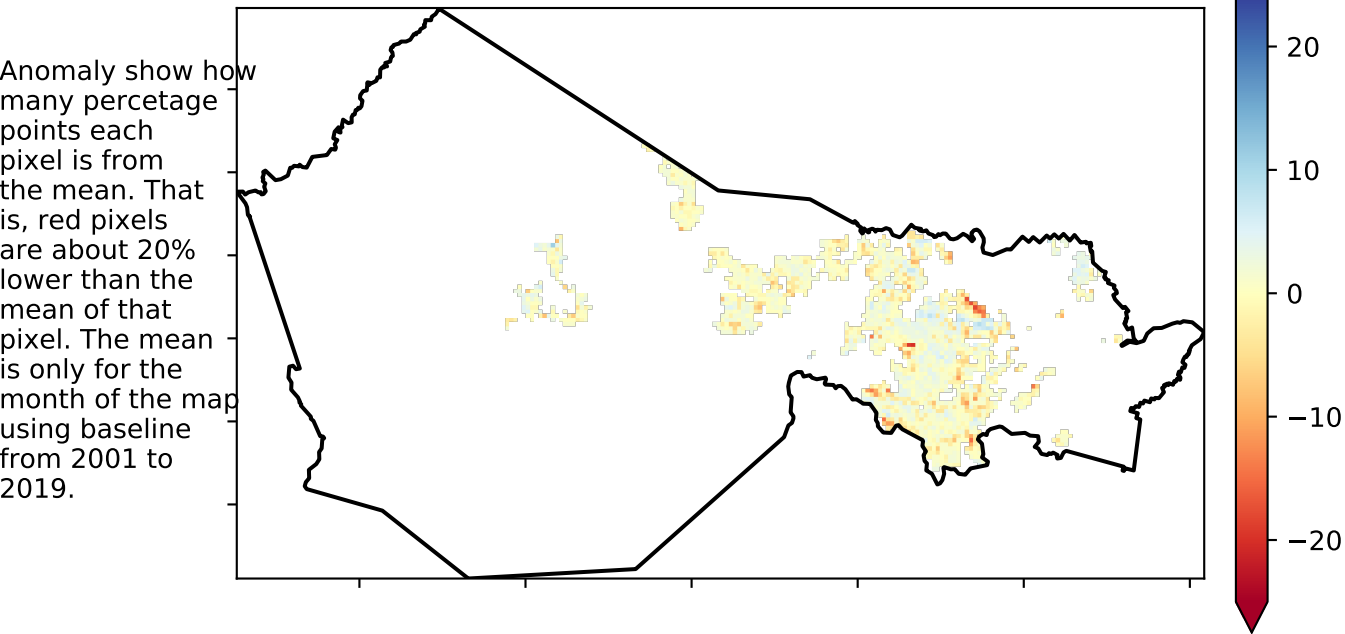 Anomaly show how
many percetage
points each
pixel is from
the mean. That
is, red pixels
are about 20%
lower than the
mean of that
pixel. The mean
is only for the
month of the map
using baseline
from 2001 to
2019.
20
10
0
−10
−20